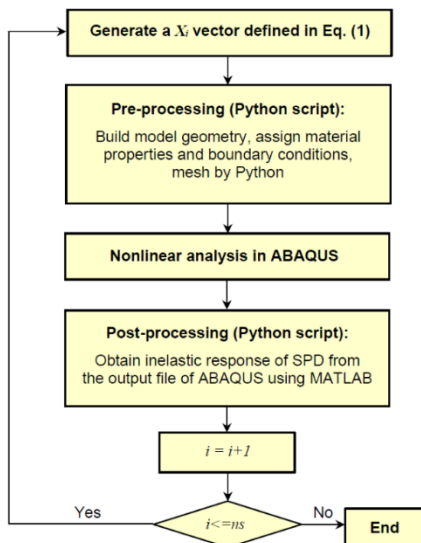 Generate a Xᵢ vector defined in Eq. (1)
Pre-processing (Python script):
Build model geometry, assign material
properties and boundary conditions,
mesh by Python
Nonlinear analysis in ABAQUS
Post-processing (Python script):
Obtain inelastic response of SPD from
the output file of ABAQUS using MATLAB
i = i+1
Yes
i<=ns
No
End